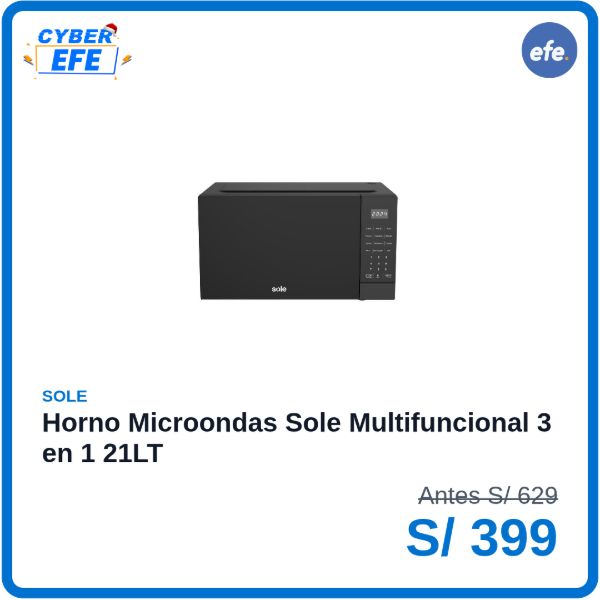 CYBER
EFE
efe.
sole
SOLE
Horno Microondas Sole Multifuncional 3
en 1 21LT
Antes S/ 629
S/ 399